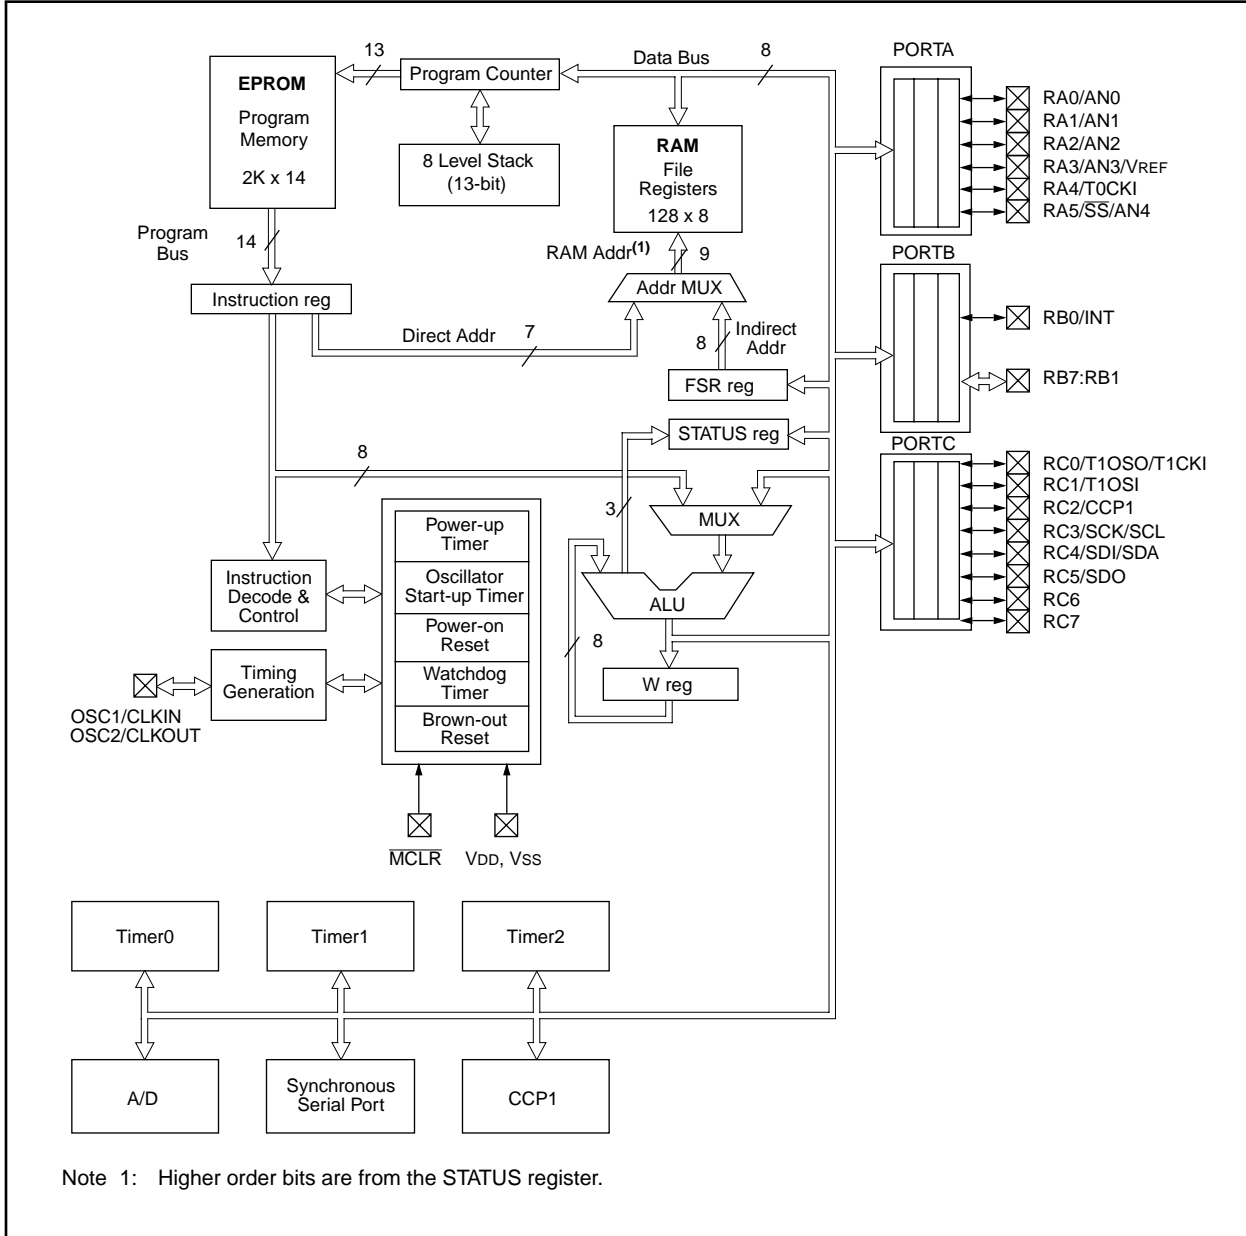 13
Program Counter
Data Bus
8
PORTA
EPROM
Program
Memory
2K x 14
8 Level Stack
(13-bit)
RAM
File
Registers
128 x 8
RA0/AN0
RA1/AN1
RA2/AN2
RA3/AN3/VREF
RA4/T0CKI
RA5/SS/AN4
Program
Bus
14
RAM Addr(1)
9
PORTB
Instruction reg
Addr MUX
Direct Addr
7
8
Indirect
Addr
RB0/INT
FSR reg
RB7:RB1
STATUS reg
PORTC
8
3
MUX
RC0/T1OSO/T1CKI
RC1/T1OSI
RC2/CCP1
RC3/SCK/SCL
RC4/SDI/SDA
RC5/SDO
RC6
RC7
Power-up
Timer
Instruction
Decode &
Control
Oscillator
Start-up Timer
ALU
Power-on
Reset
8
Timing
Generation
Watchdog
Timer
W reg
OSC1/CLKIN
OSC2/CLKOUT
Brown-out
Reset
MCLR
VDD, VSS
Timer0
Timer1
Timer2
A/D
Synchronous
Serial Port
CCP1
Note 1: Higher order bits are from the STATUS register.